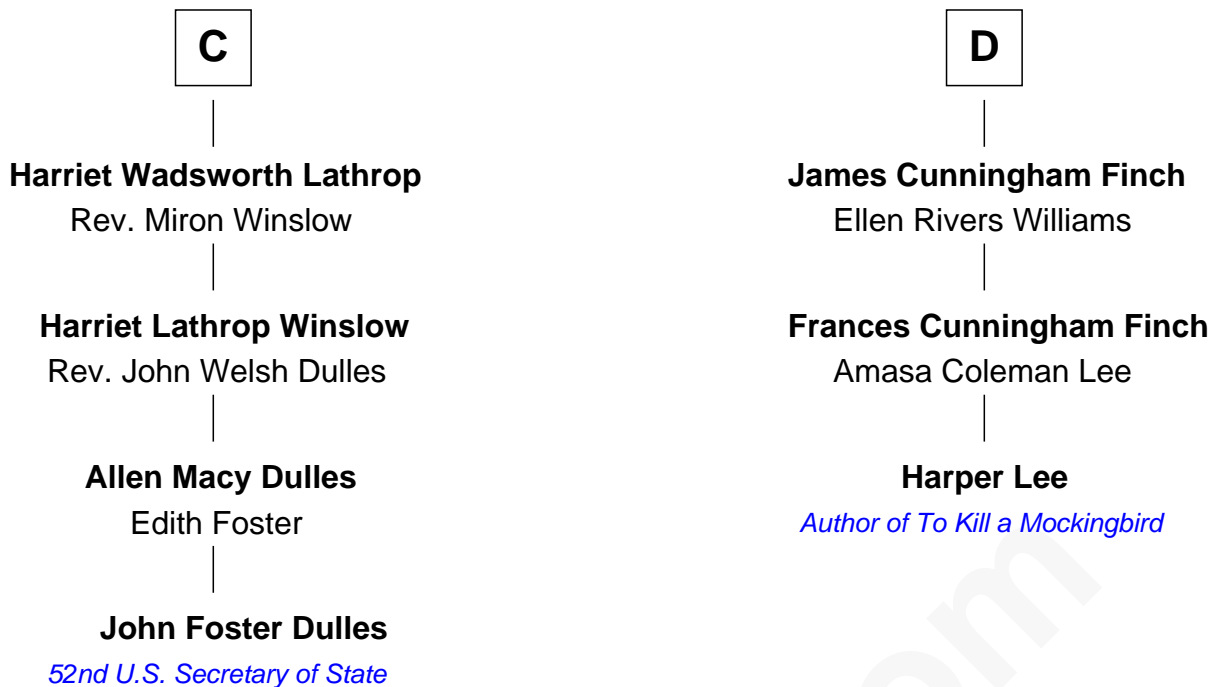 C
Harriet Wadsworth Lathrop
Rev. Miron Winslow
Harriet Lathrop Winslow
Rev. John Welsh Dulles
Allen Macy Dulles
Edith Foster
John Foster Dulles
52nd U.S. Secretary of State
D
James Cunningham Finch
Ellen Rivers Williams
Frances Cunningham Finch
Amasa Coleman Lee
Harper Lee
Author of To Kill a Mockingbird
om